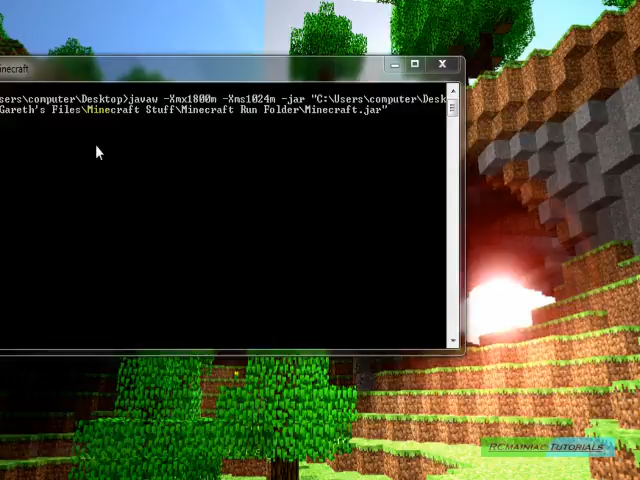 inecraft
sers\computer\Desktop>javaw -Xmx1800m -Xms1024m -jar "C:\Users\computer\Desk
Gareth's Files\Minecraft Stuff\Minecraft Run Folder\Minecraft.jar"
RCMAINIAC TUTORIALS